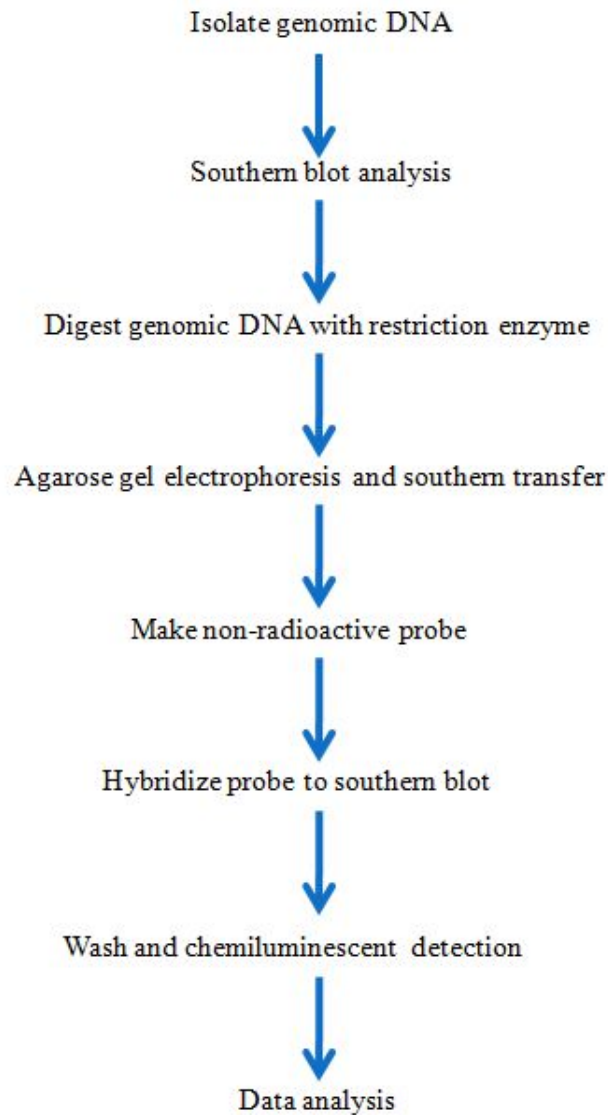 Isolate genomic DNA
Southern blot analysis
Digest genomic DNA with restriction enzyme
Agarose gel electrophoresis and southern transfer
Make non-radioactive probe
Hybridize probe to southern blot
Wash and chemiluminescent detection
Data analysis